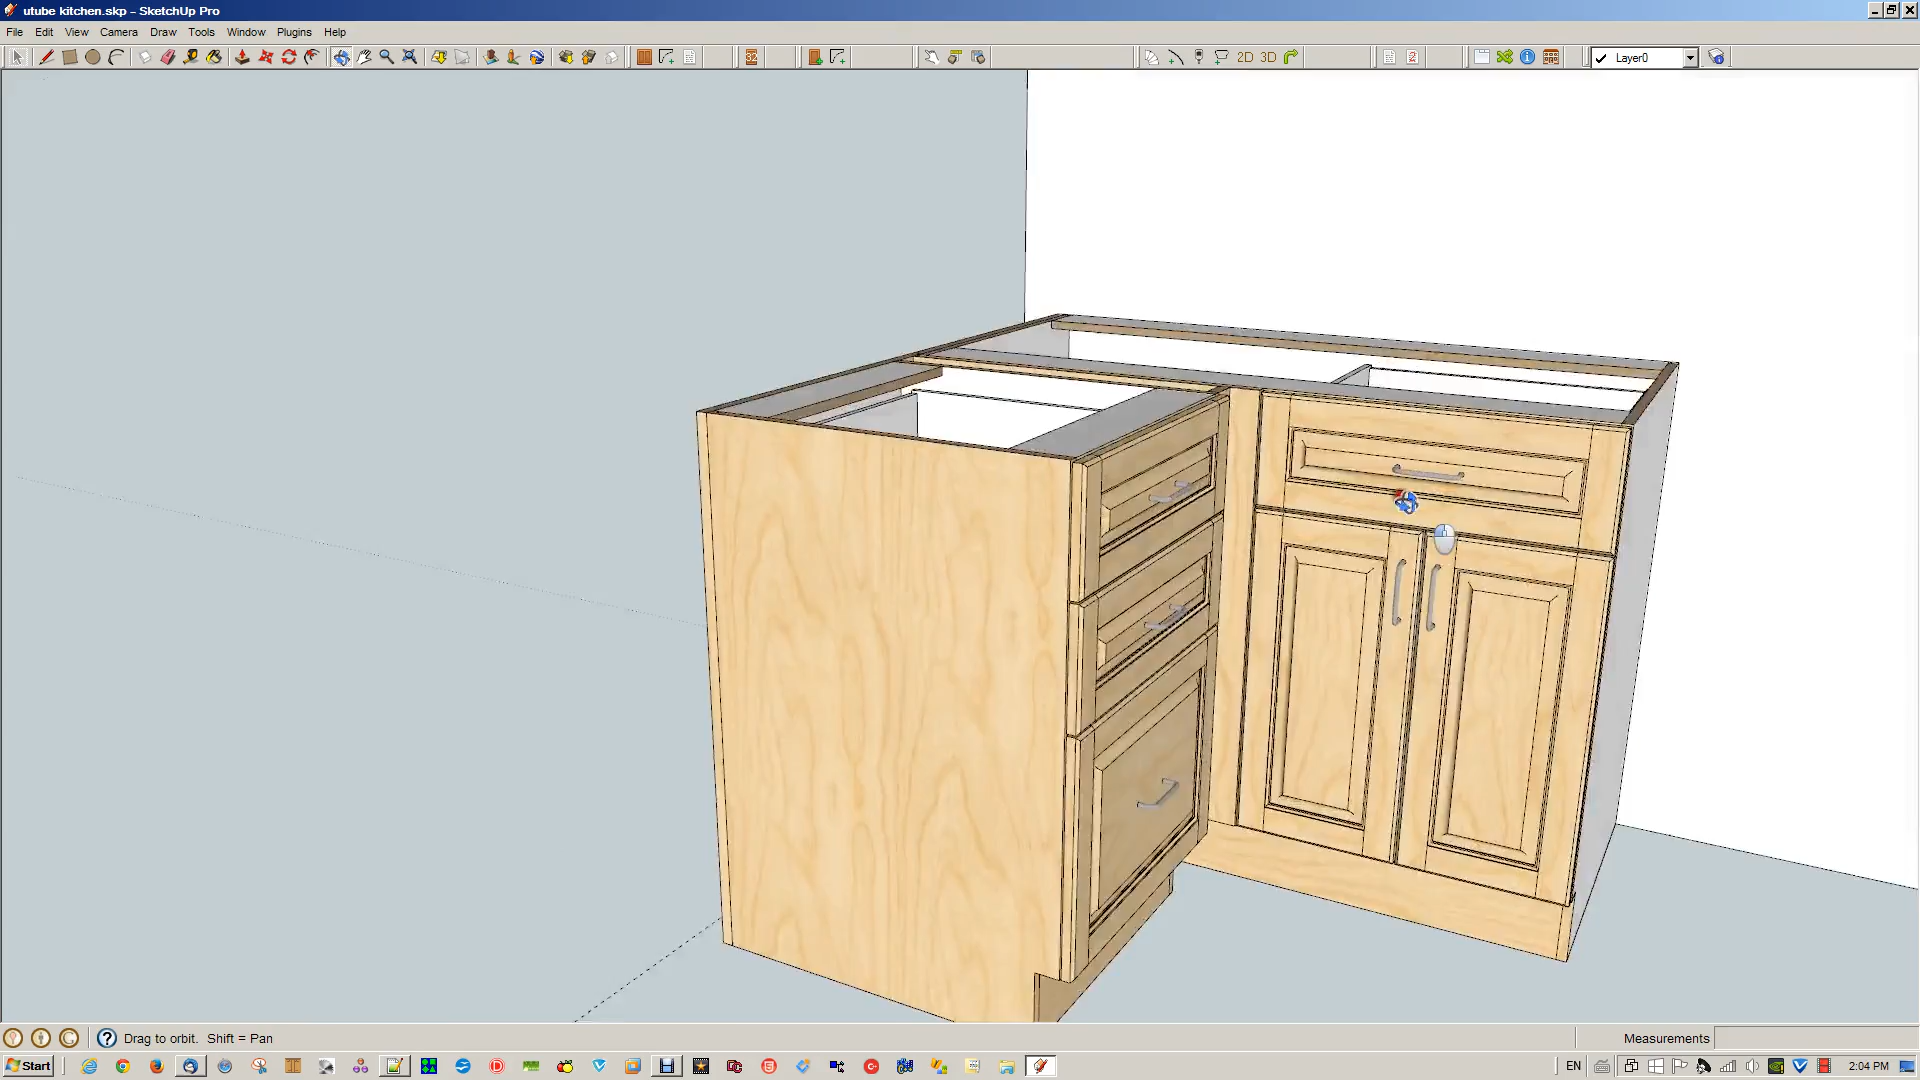 utube kitchen.skp - SketchUp Pro
File Edit View Camera Draw Tools Window Plugins Help
32 2D 3D Layer0
Drag to orbit. Shift = Pan
Measurements
Start EN 2:04 PM